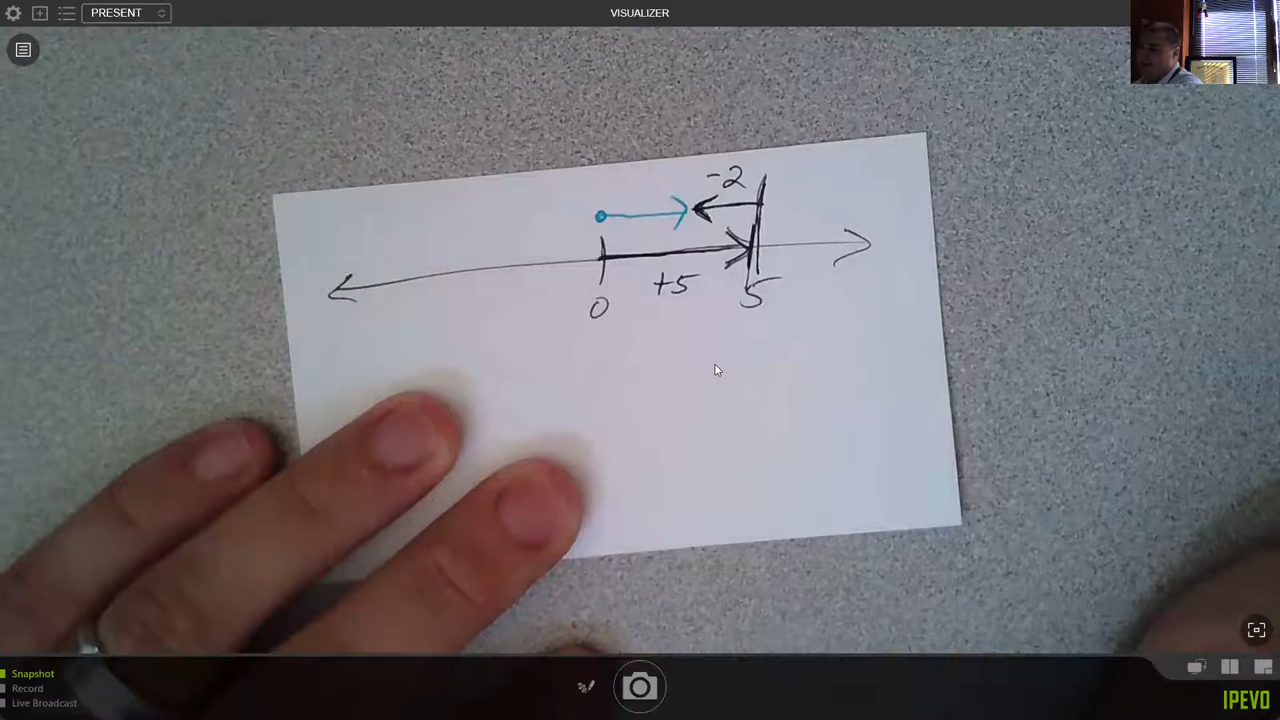 PRESENT
VISUALIZER
-2
+5
0
5
Snapshot
Record
Live Broadcast
IPEVO